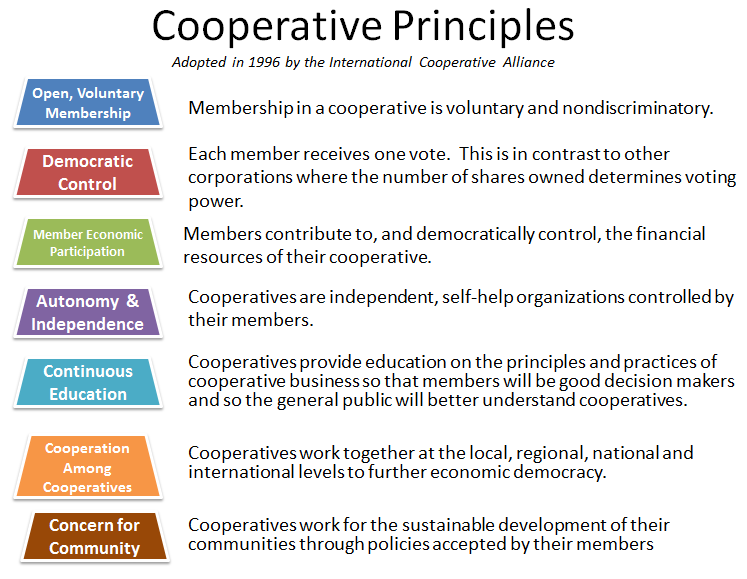 Cooperative Principles
Adopted in 1996 by the International Cooperative Alliance
Open, Voluntary
Membership
Membership in a cooperative is voluntary and nondiscriminatory.
Democratic
Control
Each member receives one vote. This is in contrast to other
corporations where the number of shares owned determines voting
power.
Member Economic
Participation
Members contribute to, and democratically control, the financial
resources of their cooperative.
Autonomy &
Independence
Cooperatives are independent, self-help organizations controlled by
their members.
Continuous
Education
Cooperatives provide education on the principles and practices of
cooperative business so that members will be good decision makers
and so the general public will better understand cooperatives.
Cooperation
Among
Cooperatives
Cooperatives work together at the local, regional, national and
international levels to further economic democracy.
Concern for
Community
Cooperatives work for the sustainable development of their
communities through policies accepted by their members